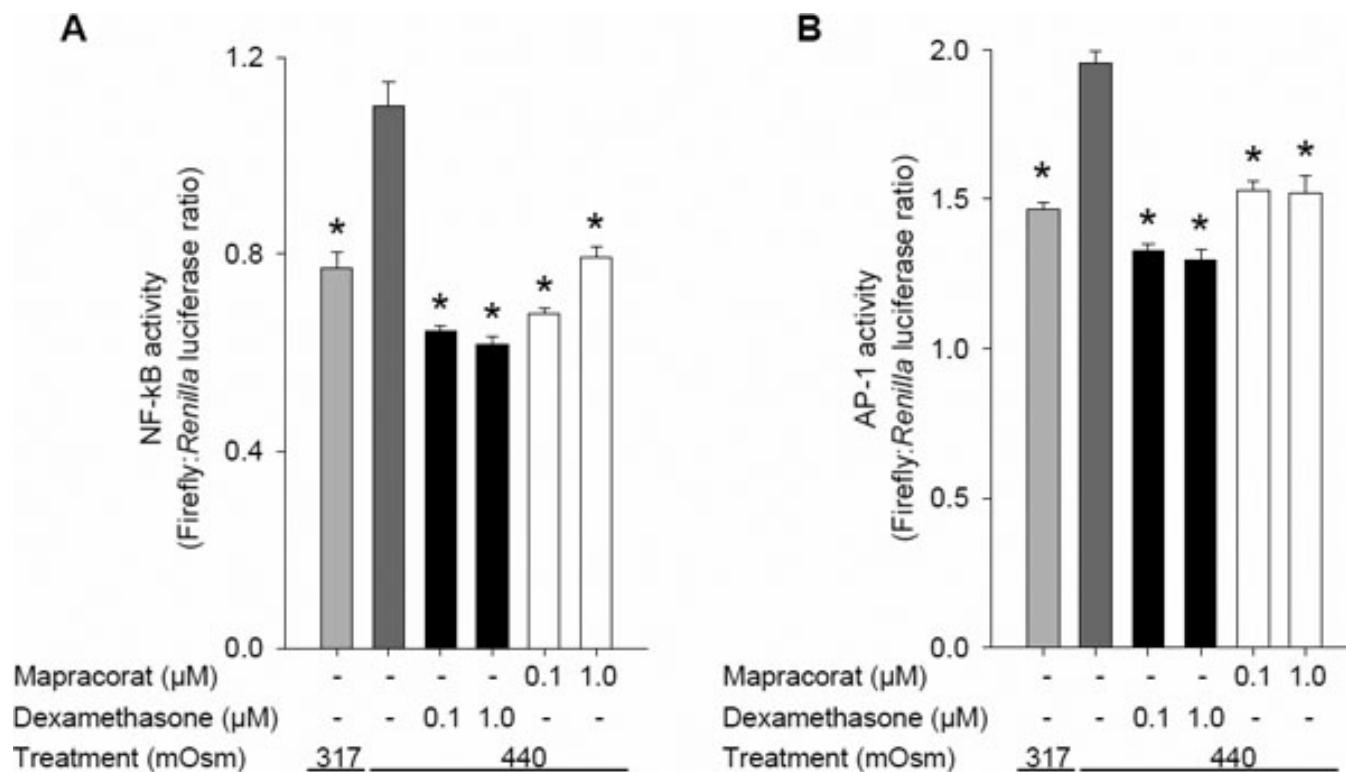 A
1.2
0.8
0.4
0.0
NF-kB activity
(Firefly:Renilla luciferase ratio)
* * * * *
Mapracorat (µM) - - - - 0.1 1.0
Dexamethasone (µM) - - 0.1 1.0 - -
Treatment (mOsm) 317 440
B
2.0
1.5
1.0
0.5
0.0
AP-1 activity
(Firefly:Renilla luciferase ratio)
* * * * *
Mapracorat (µM) - - - - 0.1 1.0
Dexamethasone (µM) - - 0.1 1.0 - -
Treatment (mOsm) 317 440